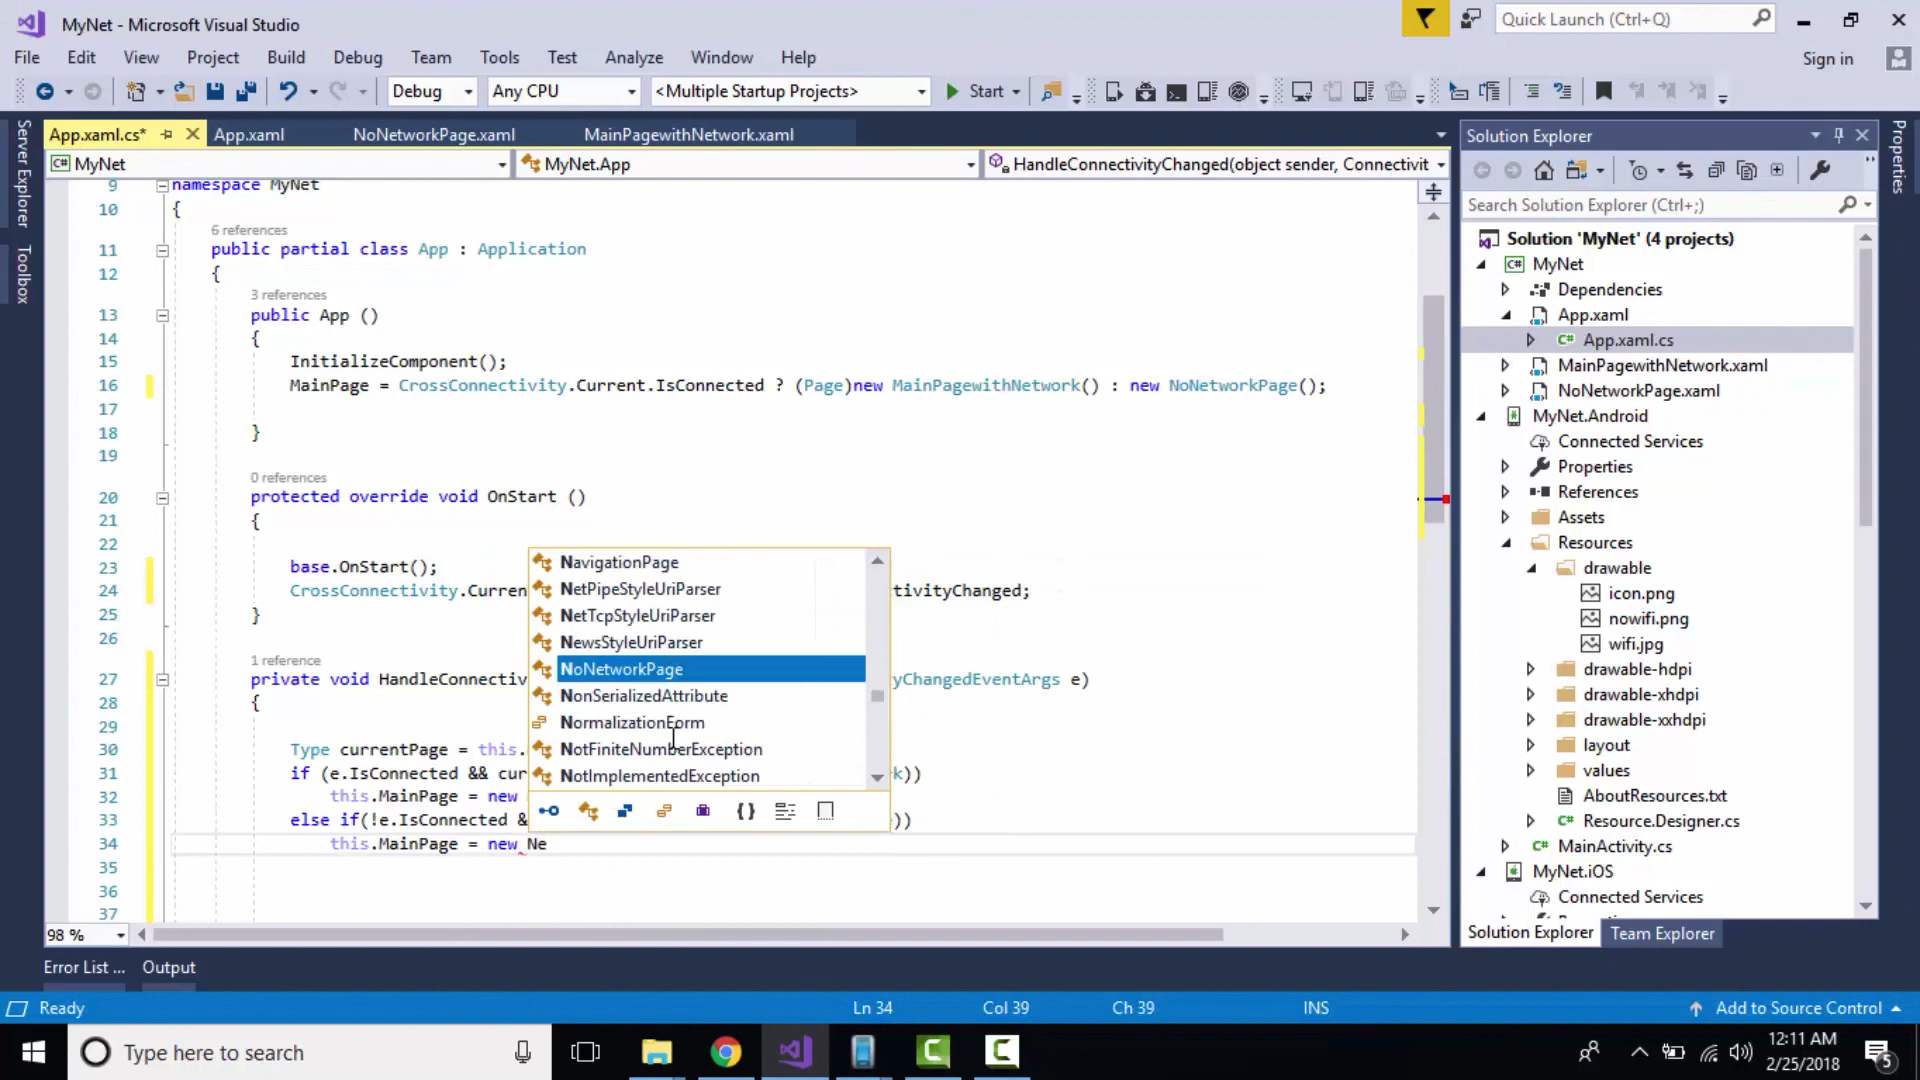 MyNet - Microsoft Visual Studio
Quick Launch (Ctrl+Q)
File Edit View Project Build Debug Team Tools Test Analyze Window Help
Sign in
Debug Any CPU <Multiple Startup Projects> Start
App.xaml.cs* App.xaml NoNetworkPage.xaml MainPagewithNetwork.xaml
C# MyNet MyNet.App HandleConnectivityChanged(object sender, Connectivit
Server Explorer
Toolbox
9 namespace MyNet
10 {
6 references
11 public partial class App : Application
12 {
3 references
13 public App ()
14 {
15 InitializeComponent();
16 MainPage = CrossConnectivity.Current.IsConnected ? (Page)new MainPagewithNetwork() : new NoNetworkPage();
17
18 }
19
0 references
20 protected override void OnStart ()
21 {
22
23 base.OnStart();
24 CrossConnectivity.Curren tivityChanged;
25 }
26
1 reference
27 private void HandleConnectiv yChangedEventArgs e)
28 {
29
30 Type currentPage = this.
31 if (e.IsConnected && cur k))
32 this.MainPage = new
33 else if(!e.IsConnected & e))
34 this.MainPage = new Ne
35
36
37
NavigationPage
NetPipeStyleUriParser
NetTcpStyleUriParser
NewsStyleUriParser
NoNetworkPage
NonSerializedAttribute
NormalizationForm
NotFiniteNumberException
NotImplementedException
98 %
Solution Explorer
Search Solution Explorer (Ctrl+;)
Solution 'MyNet' (4 projects)
C# MyNet
Dependencies
App.xaml
C# App.xaml.cs
MainPagewithNetwork.xaml
NoNetworkPage.xaml
MyNet.Android
Connected Services
Properties
References
Assets
Resources
drawable
icon.png
nowifi.png
wifi.jpg
drawable-hdpi
drawable-xhdpi
drawable-xxhdpi
layout
values
AboutResources.txt
C# Resource.Designer.cs
C# MainActivity.cs
MyNet.iOS
Connected Services
Solution Explorer Team Explorer
Properties
Error List ... Output
Ready Ln 34 Col 39 Ch 39 INS Add to Source Control
Type here to search
12:11 AM
2/25/2018
5